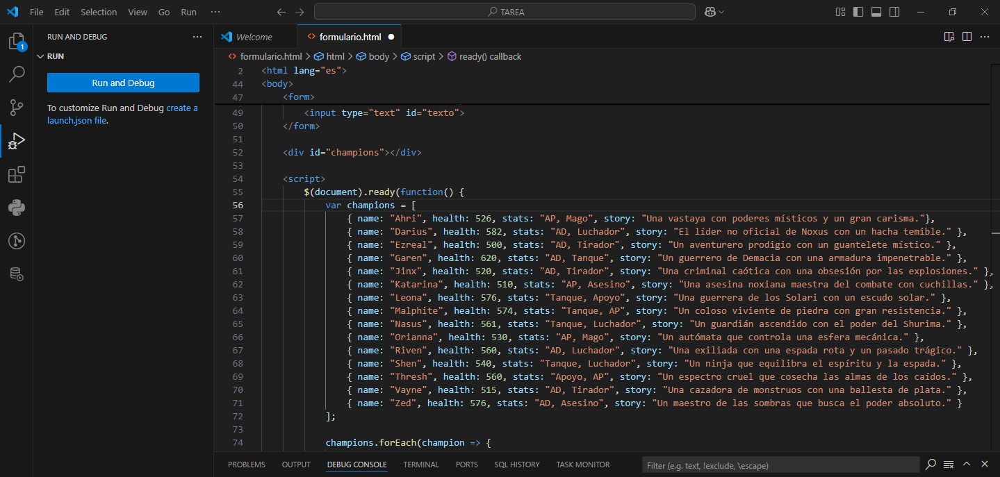 File Edit Selection View Go Run ··· TAREA
RUN AND DEBUG ···
RUN
Run and Debug
To customize Run and Debug create a
launch.json file.
1
Welcome formulario.html
formulario.html > html > body > script > ready() callback
2 <html lang="es">
44 <body>
47 <form>
49 <input type="text" id="texto">
50 </form>
51
52 <div id="champions"></div>
53
54 <script>
55 $(document).ready(function() {
56 var champions = [
57 { name: "Ahri", health: 526, stats: "AP, Mago", story: "Una vastaya con poderes místicos y un gran carisma."},
58 { name: "Darius", health: 582, stats: "AD, Luchador", story: "El líder no oficial de Noxus con un hacha temible." },
59 { name: "Ezreal", health: 500, stats: "AD, Tirador", story: "Un aventurero prodigio con un guantelete místico." },
60 { name: "Garen", health: 620, stats: "AD, Tanque", story: "Un guerrero de Demacia con una armadura impenetrable." },
61 { name: "Jinx", health: 520, stats: "AD, Tirador", story: "Una criminal caótica con una obsesión por las explosiones." },
62 { name: "Katarina", health: 510, stats: "AP, Asesino", story: "Una asesina noxiana maestra del combate con cuchillas." },
63 { name: "Leona", health: 576, stats: "Tanque, Apoyo", story: "Una guerrera de los Solari con un escudo solar." },
64 { name: "Malphite", health: 574, stats: "Tanque, AP", story: "Un coloso viviente de piedra con gran resistencia." },
65 { name: "Nasus", health: 561, stats: "Tanque, Luchador", story: "Un guardián ascendido con el poder del Shurima." },
66 { name: "Orianna", health: 530, stats: "AP, Mago", story: "Un autómata que controla una esfera mecánica." },
67 { name: "Riven", health: 560, stats: "AD, Luchador", story: "Una exiliada con una espada rota y un pasado trágico." },
68 { name: "Shen", health: 540, stats: "Tanque, Luchador", story: "Un ninja que equilibra el espíritu y la espada." },
69 { name: "Thresh", health: 560, stats: "Apoyo, AP", story: "Un espectro cruel que cosecha las almas de los caídos." },
70 { name: "Vayne", health: 515, stats: "AD, Tirador", story: "Una cazadora de monstruos con una ballesta de plata." },
71 { name: "Zed", health: 576, stats: "AD, Asesino", story: "Un maestro de las sombras que busca el poder absoluto." }
72 ];
73
74 champions.forEach(champion => {
PROBLEMS OUTPUT DEBUG CONSOLE TERMINAL PORTS SQL HISTORY TASK MONITOR Filter (e.g. text, !exclude, \escape)